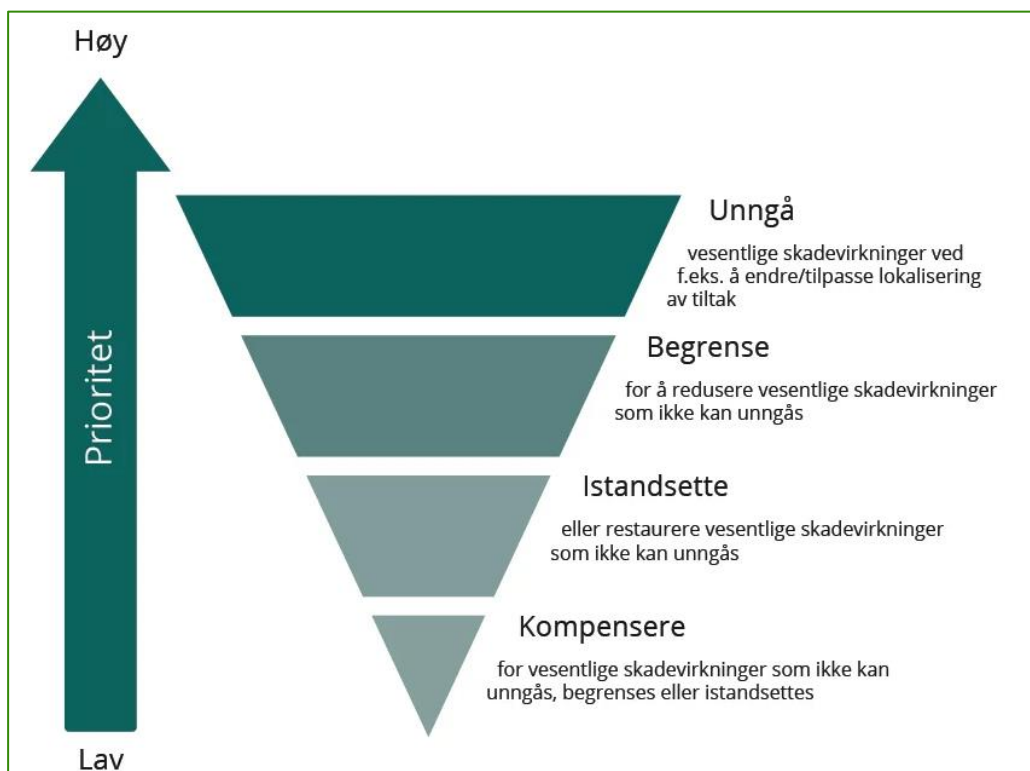 Høy
Prioritet
Unngå
vesentlige skadevirkninger ved
f.eks. å endre/tilpasse lokalisering
av tiltak
Begrense
for å redusere vesentlige skadevirkninger
som ikke kan unngås
Istandsette
eller restaurere vesentlige skadevirkninger
som ikke kan unngås
Kompensere
for vesentlige skadevirkninger som ikke kan
unngås, begrenses eller istandsettes
Lav